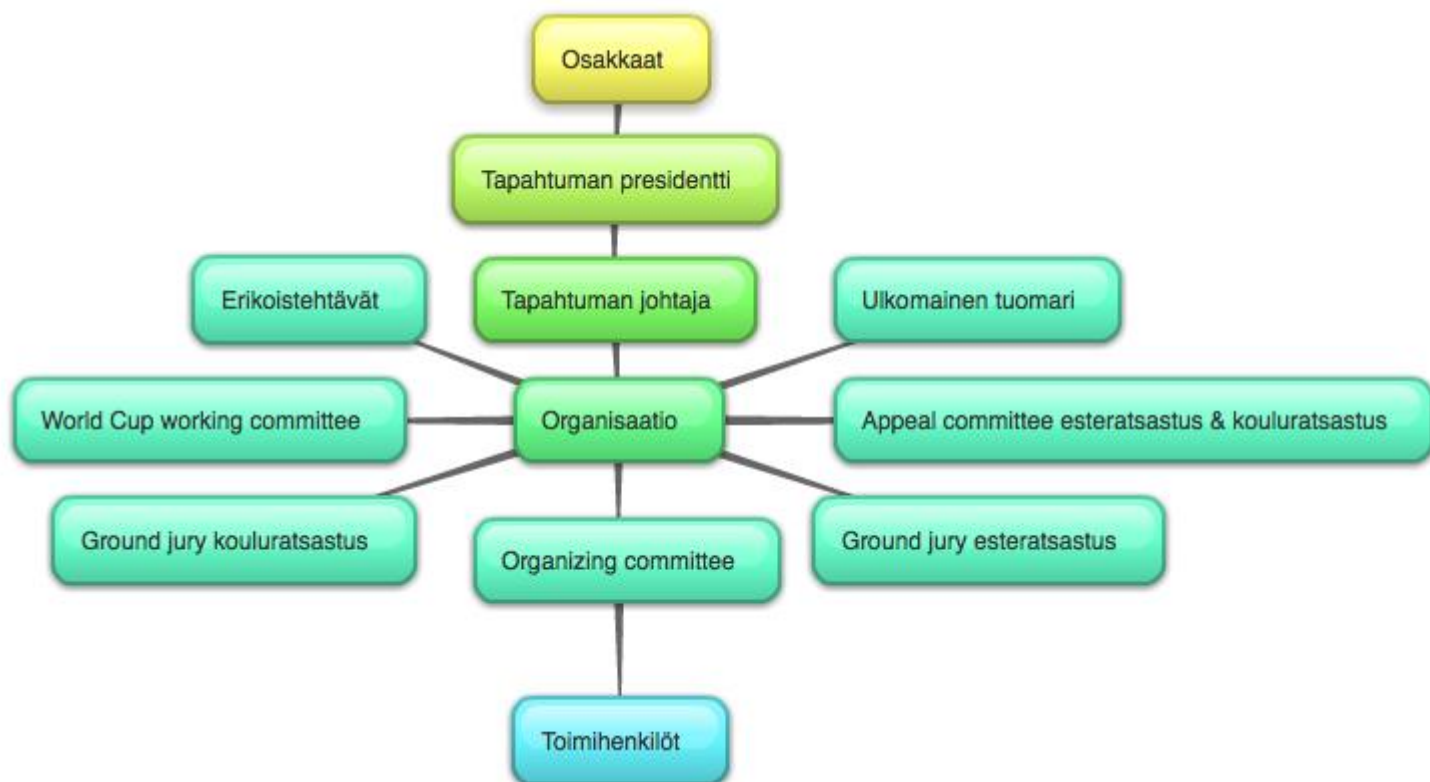 Osakkaat
Tapahtuman presidentti
Erikoistehtävät
Tapahtuman johtaja
Ulkomainen tuomari
World Cup working committee
Organisaatio
Appeal committee esteratsastus & kouluratsastus
Ground jury kouluratsastus
Organizing committee
Ground jury esteratsastus
Toimihenkilöt